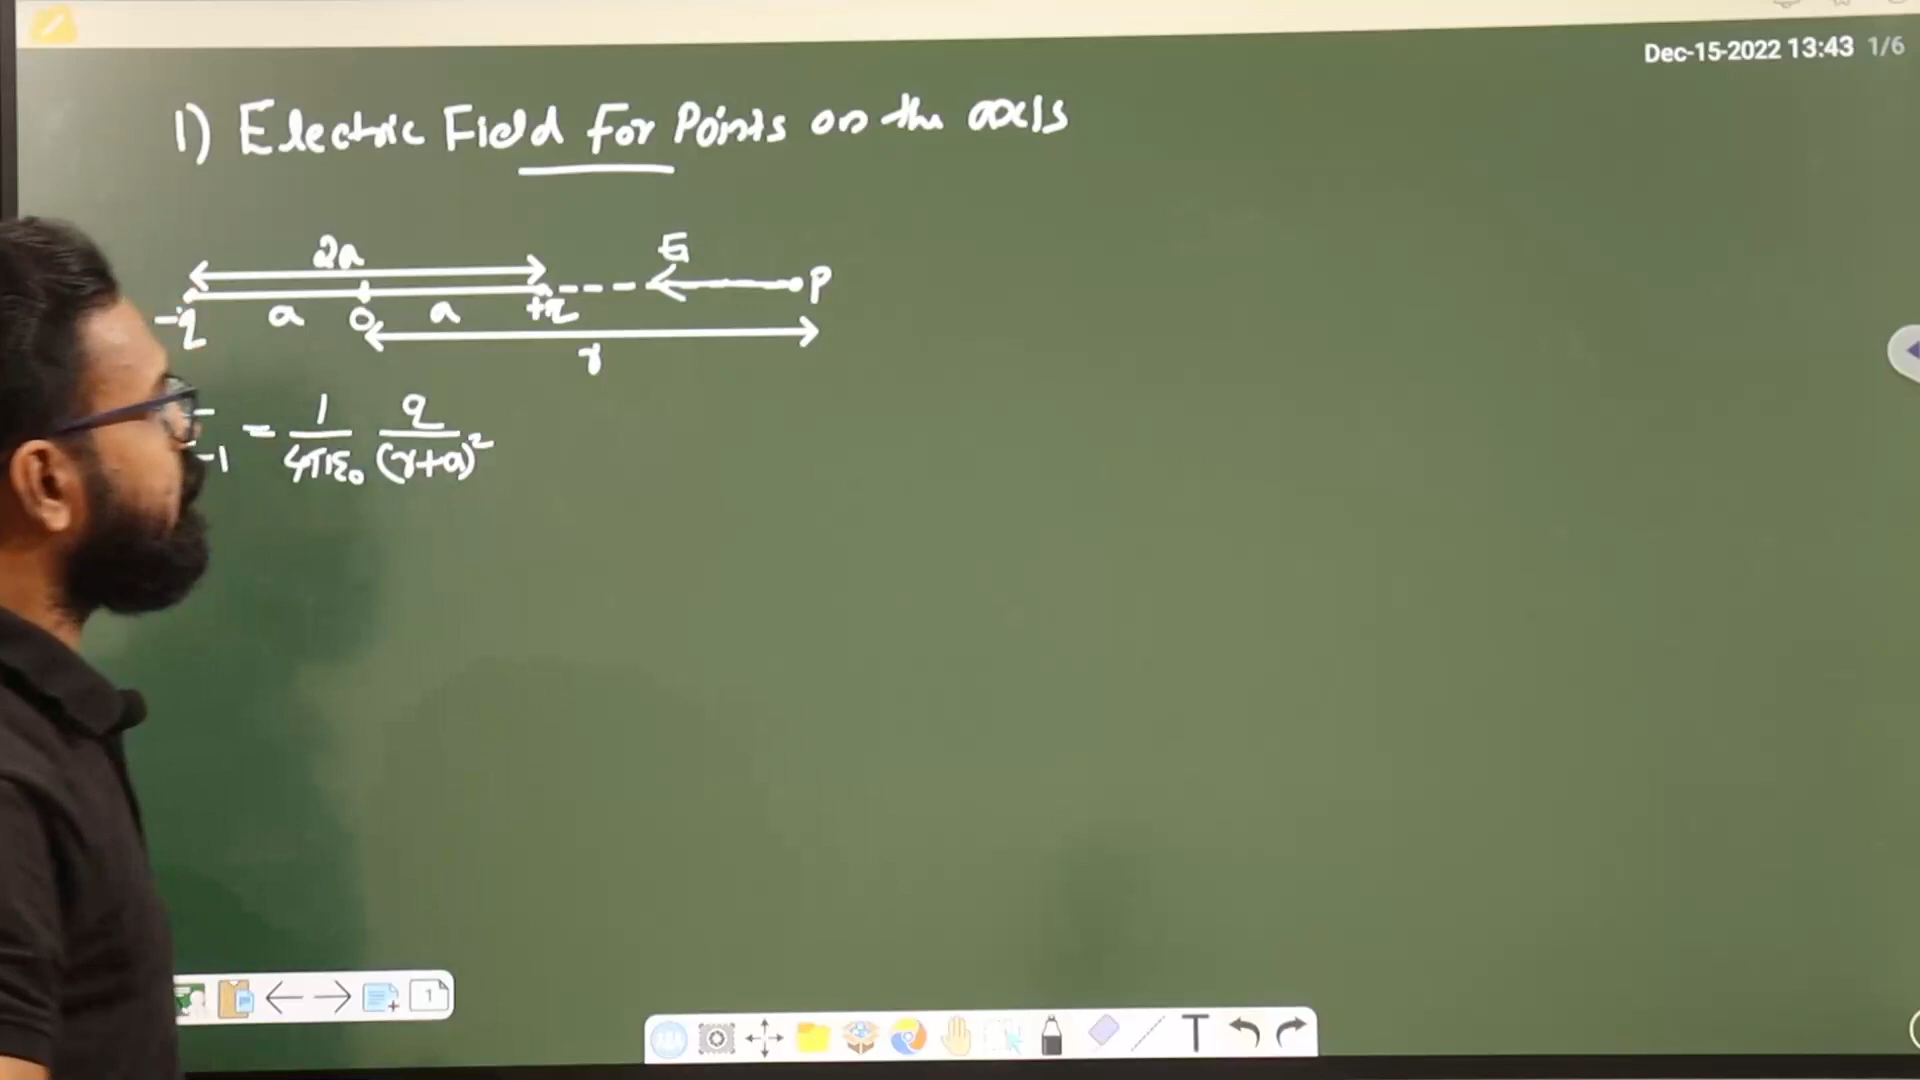 Dec-15-2022 13:43 1/6
1) Electric Field for Points on the axis
2a
E
P
-q a O a +q
r
-1 = 1/4πε₀ q/(r+a)²
1
T